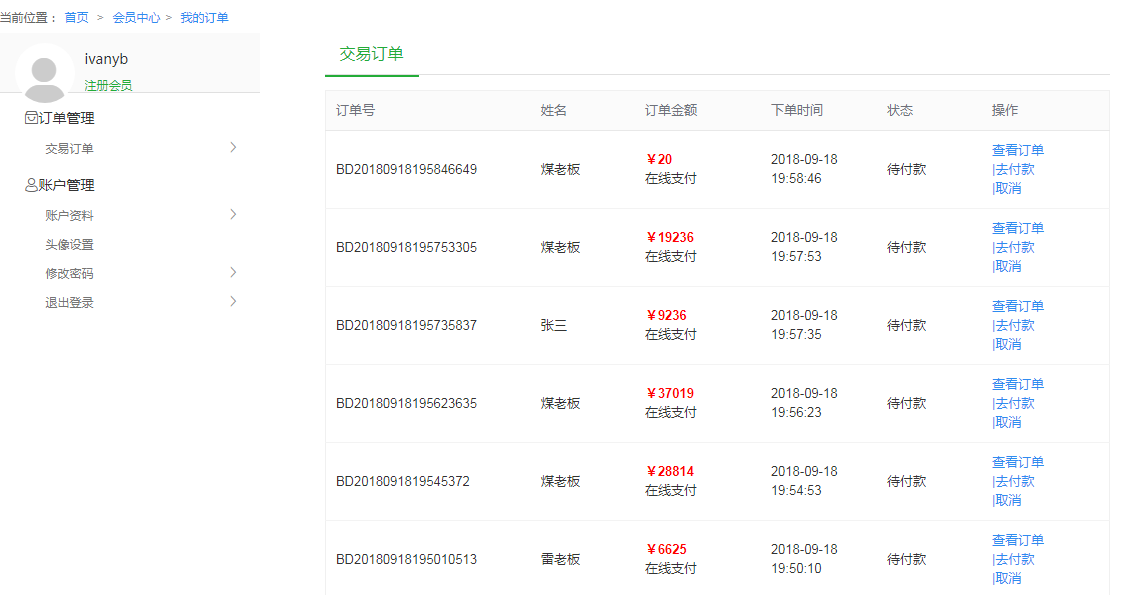 当前位置： 首页 > 会员中心 > 我的订单
ivanyb
注册会员
订单管理
交易订单
账户管理
账户资料
头像设置
修改密码
退出登录
交易订单
订单号 姓名 订单金额 下单时间 状态 操作
BD20180918195846649 煤老板 ￥20 在线支付 2018-09-18 19:58:46 待付款 查看订单 |去付款 |取消
BD20180918195753305 煤老板 ￥19236 在线支付 2018-09-18 19:57:53 待付款 查看订单 |去付款 |取消
BD20180918195735837 张三 ￥9236 在线支付 2018-09-18 19:57:35 待付款 查看订单 |去付款 |取消
BD20180918195623635 煤老板 ￥37019 在线支付 2018-09-18 19:56:23 待付款 查看订单 |去付款 |取消
BD2018091819545372 煤老板 ￥28814 在线支付 2018-09-18 19:54:53 待付款 查看订单 |去付款 |取消
BD20180918195010513 雷老板 ￥6625 在线支付 2018-09-18 19:50:10 待付款 查看订单 |去付款 |取消